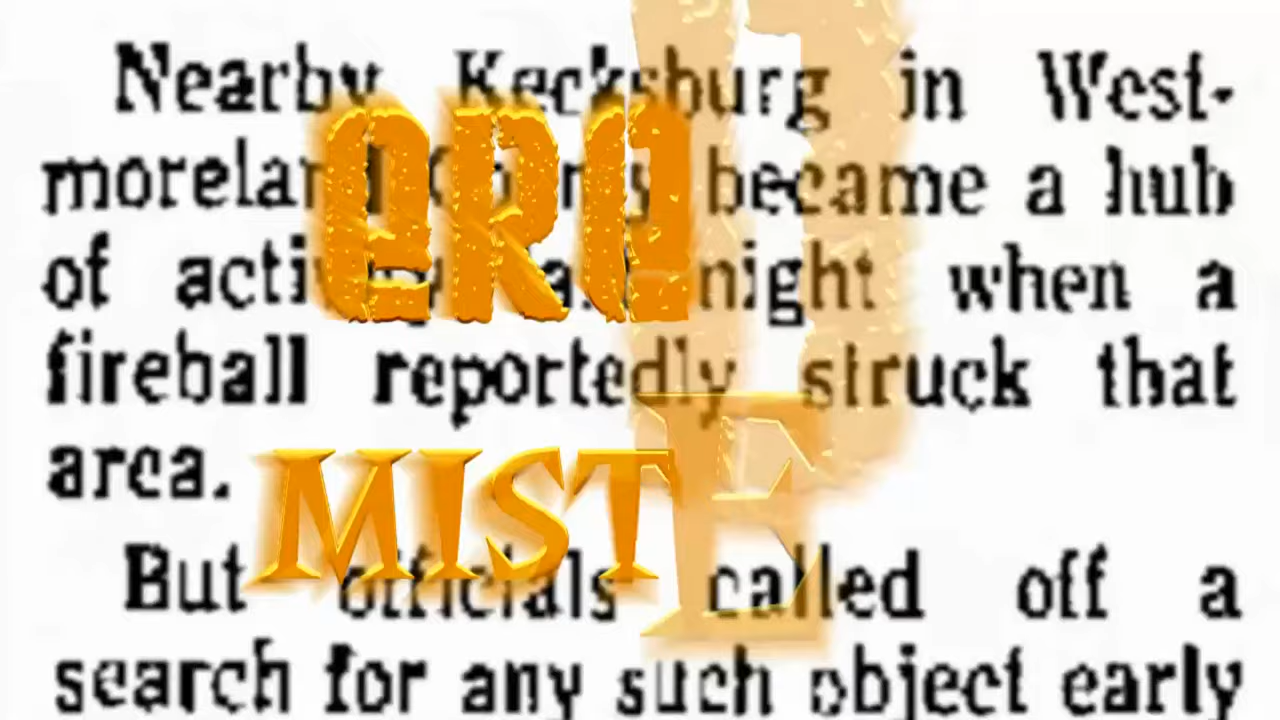 Nearby Kecksburg in West-
moreland County became a hub
of activity last night when a
fireball reportedly struck that
area.
But officials called off a
search for any such object early
MISTE